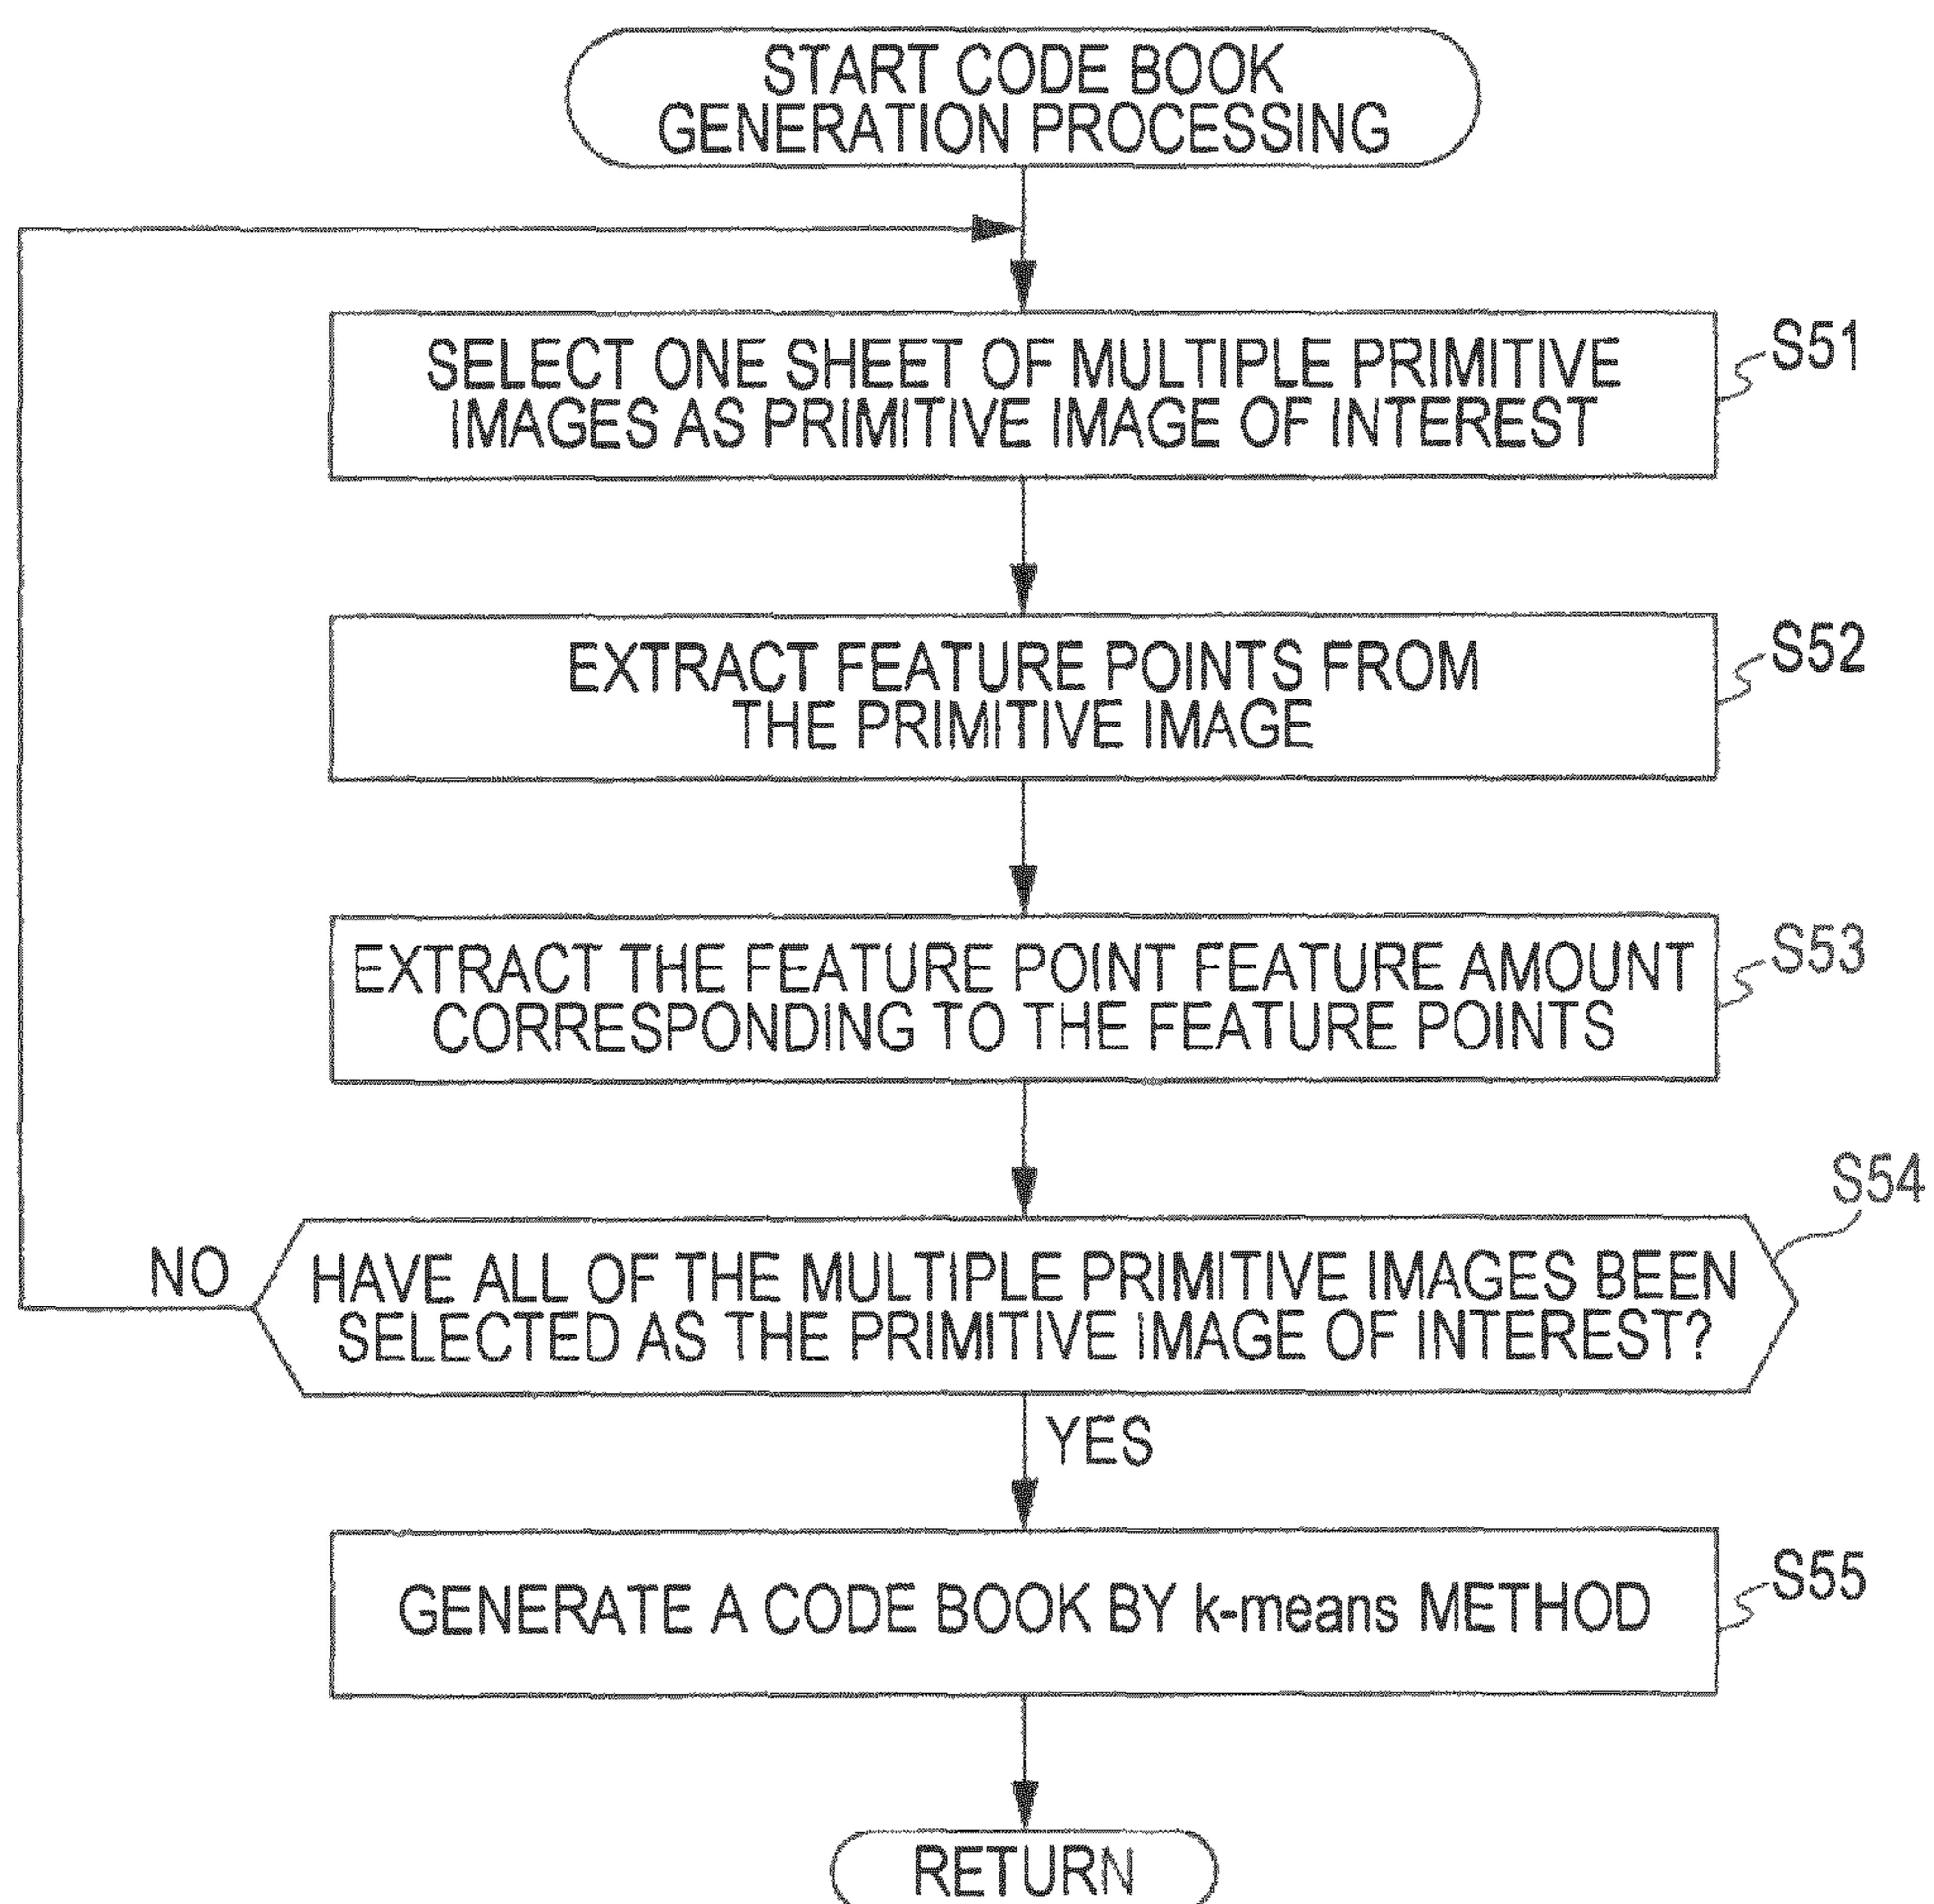 START CODE BOOK
GENERATION PROCESSING
SELECT ONE SHEET OF MULTIPLE PRIMITIVE
IMAGES AS PRIMITIVE IMAGE OF INTEREST
S51
EXTRACT FEATURE POINTS FROM
THE PRIMITIVE IMAGE
S52
EXTRACT THE FEATURE POINT FEATURE AMOUNT
CORRESPONDING TO THE FEATURE POINTS
S53
S54
NO
HAVE ALL OF THE MULTIPLE PRIMITIVE IMAGES BEEN
SELECTED AS THE PRIMITIVE IMAGE OF INTEREST?
YES
GENERATE A CODE BOOK BY k-means METHOD
S55
RETURN